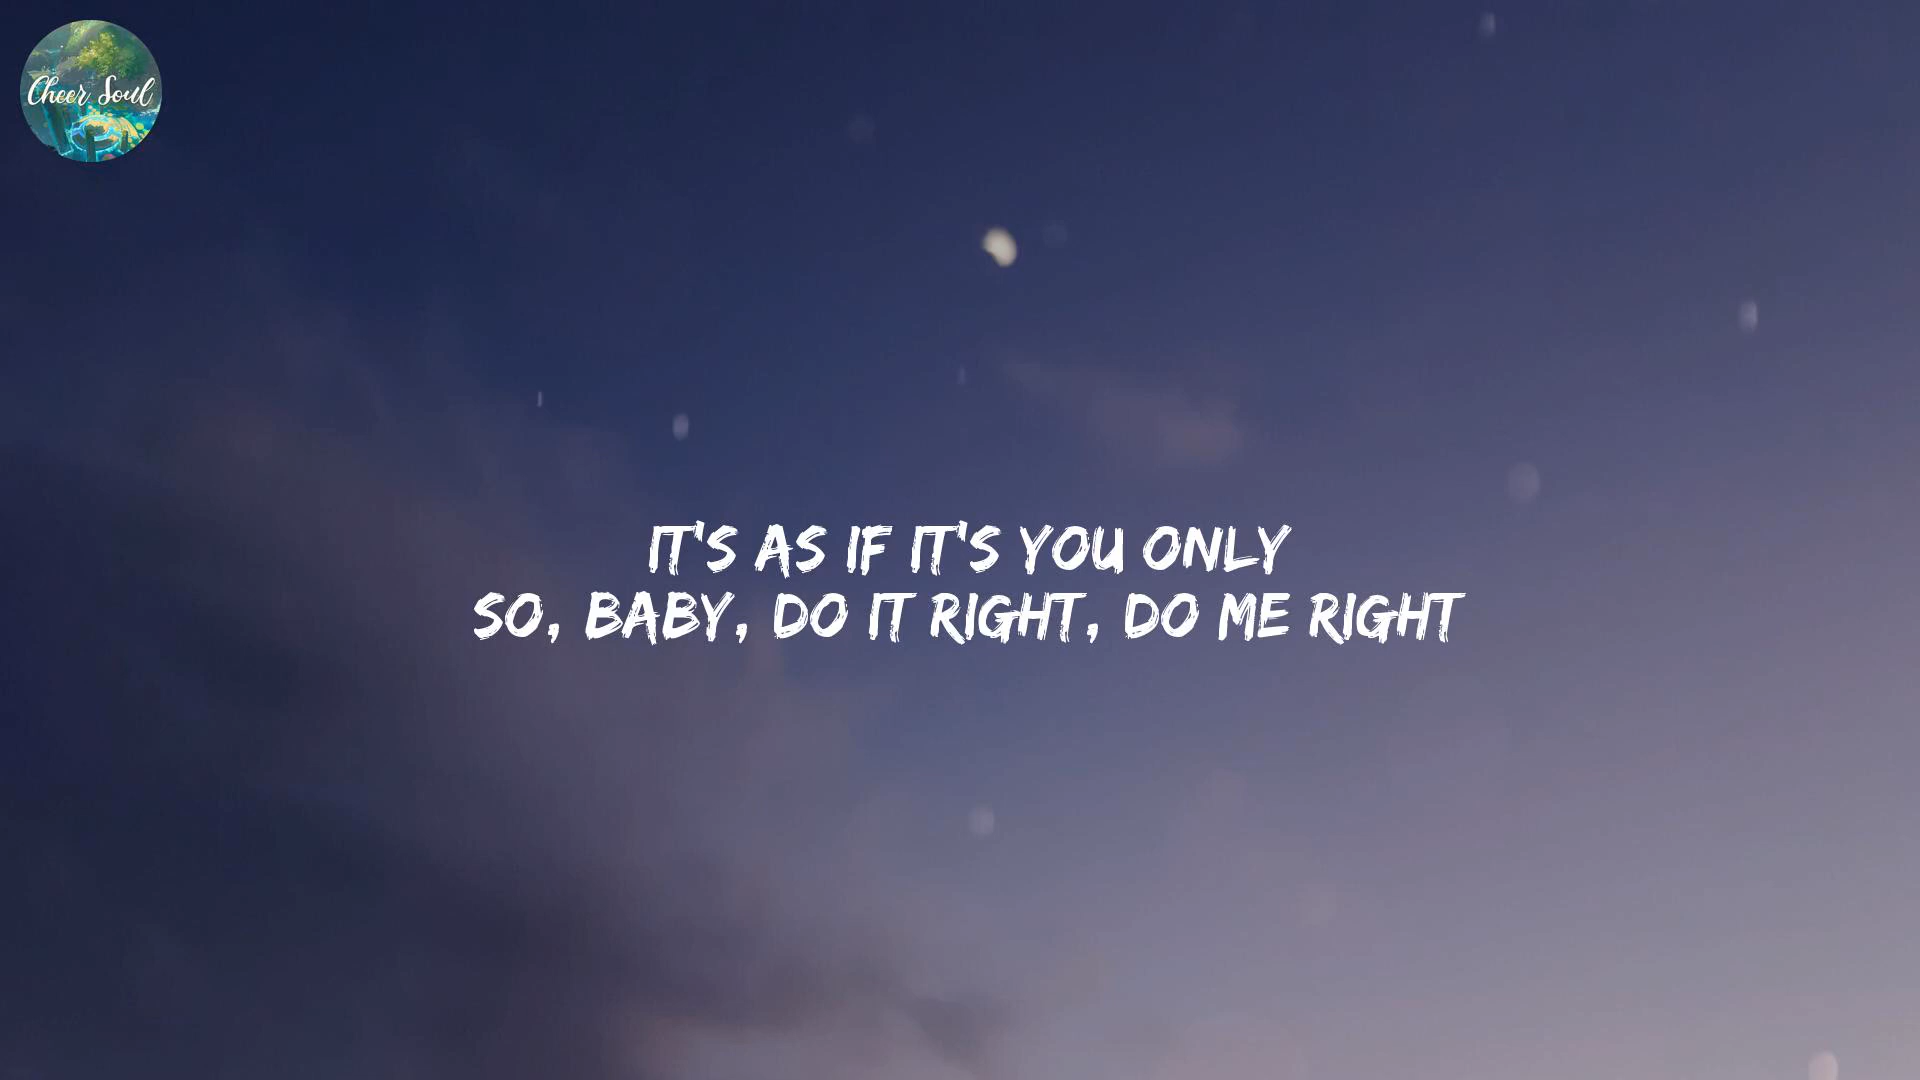 Cheer Soul
IT'S AS IF IT'S YOU ONLY
SO, BABY, DO IT RIGHT, DO ME RIGHT